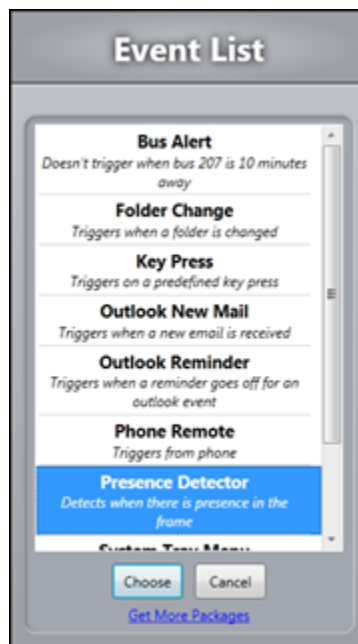 Event List
Bus Alert
Doesn't trigger when bus 207 is 10 minutes
away
Folder Change
Triggers when a folder is changed
Key Press
Triggers on a predefined key press
Outlook New Mail
Triggers when a new email is received
Outlook Reminder
Triggers when a reminder goes off for an
outlook event
Phone Remote
Triggers from phone
Presence Detector
Detects when there is presence in the
frame
System Tray Menu
Choose Cancel
Get More Packages